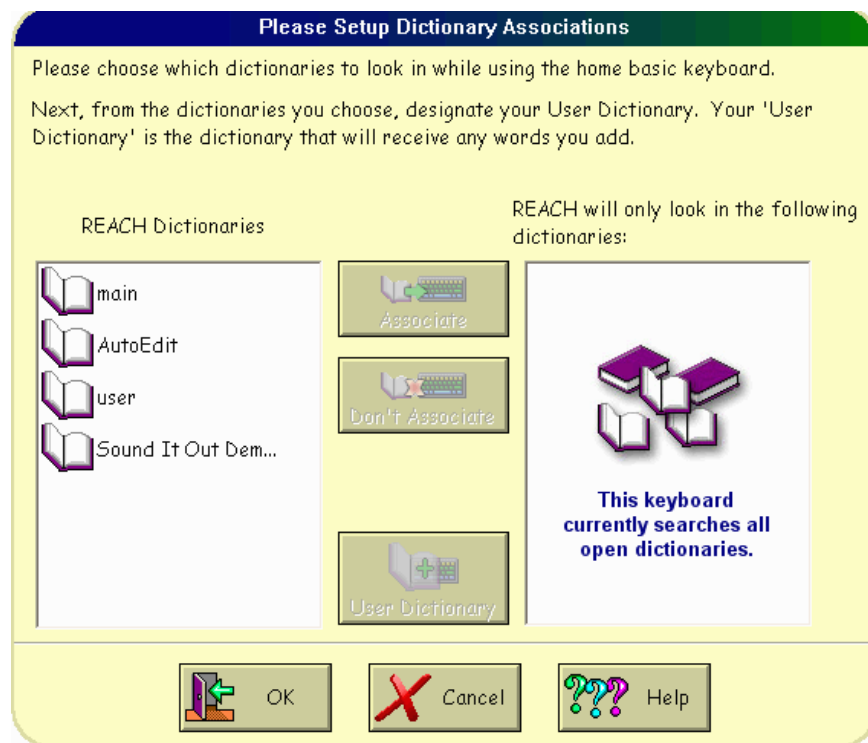 Please Setup Dictionary Associations
Please choose which dictionaries to look in while using the home basic keyboard.
Next, from the dictionaries you choose, designate your User Dictionary. Your 'User
Dictionary' is the dictionary that will receive any words you add.
REACH Dictionaries
REACH will only look in the following
dictionaries:
main
AutoEdit
user
Sound It Out Dem...
Associate
Don't Associate
User Dictionary
This keyboard
currently searches all
open dictionaries.
OK
Cancel
??? Help